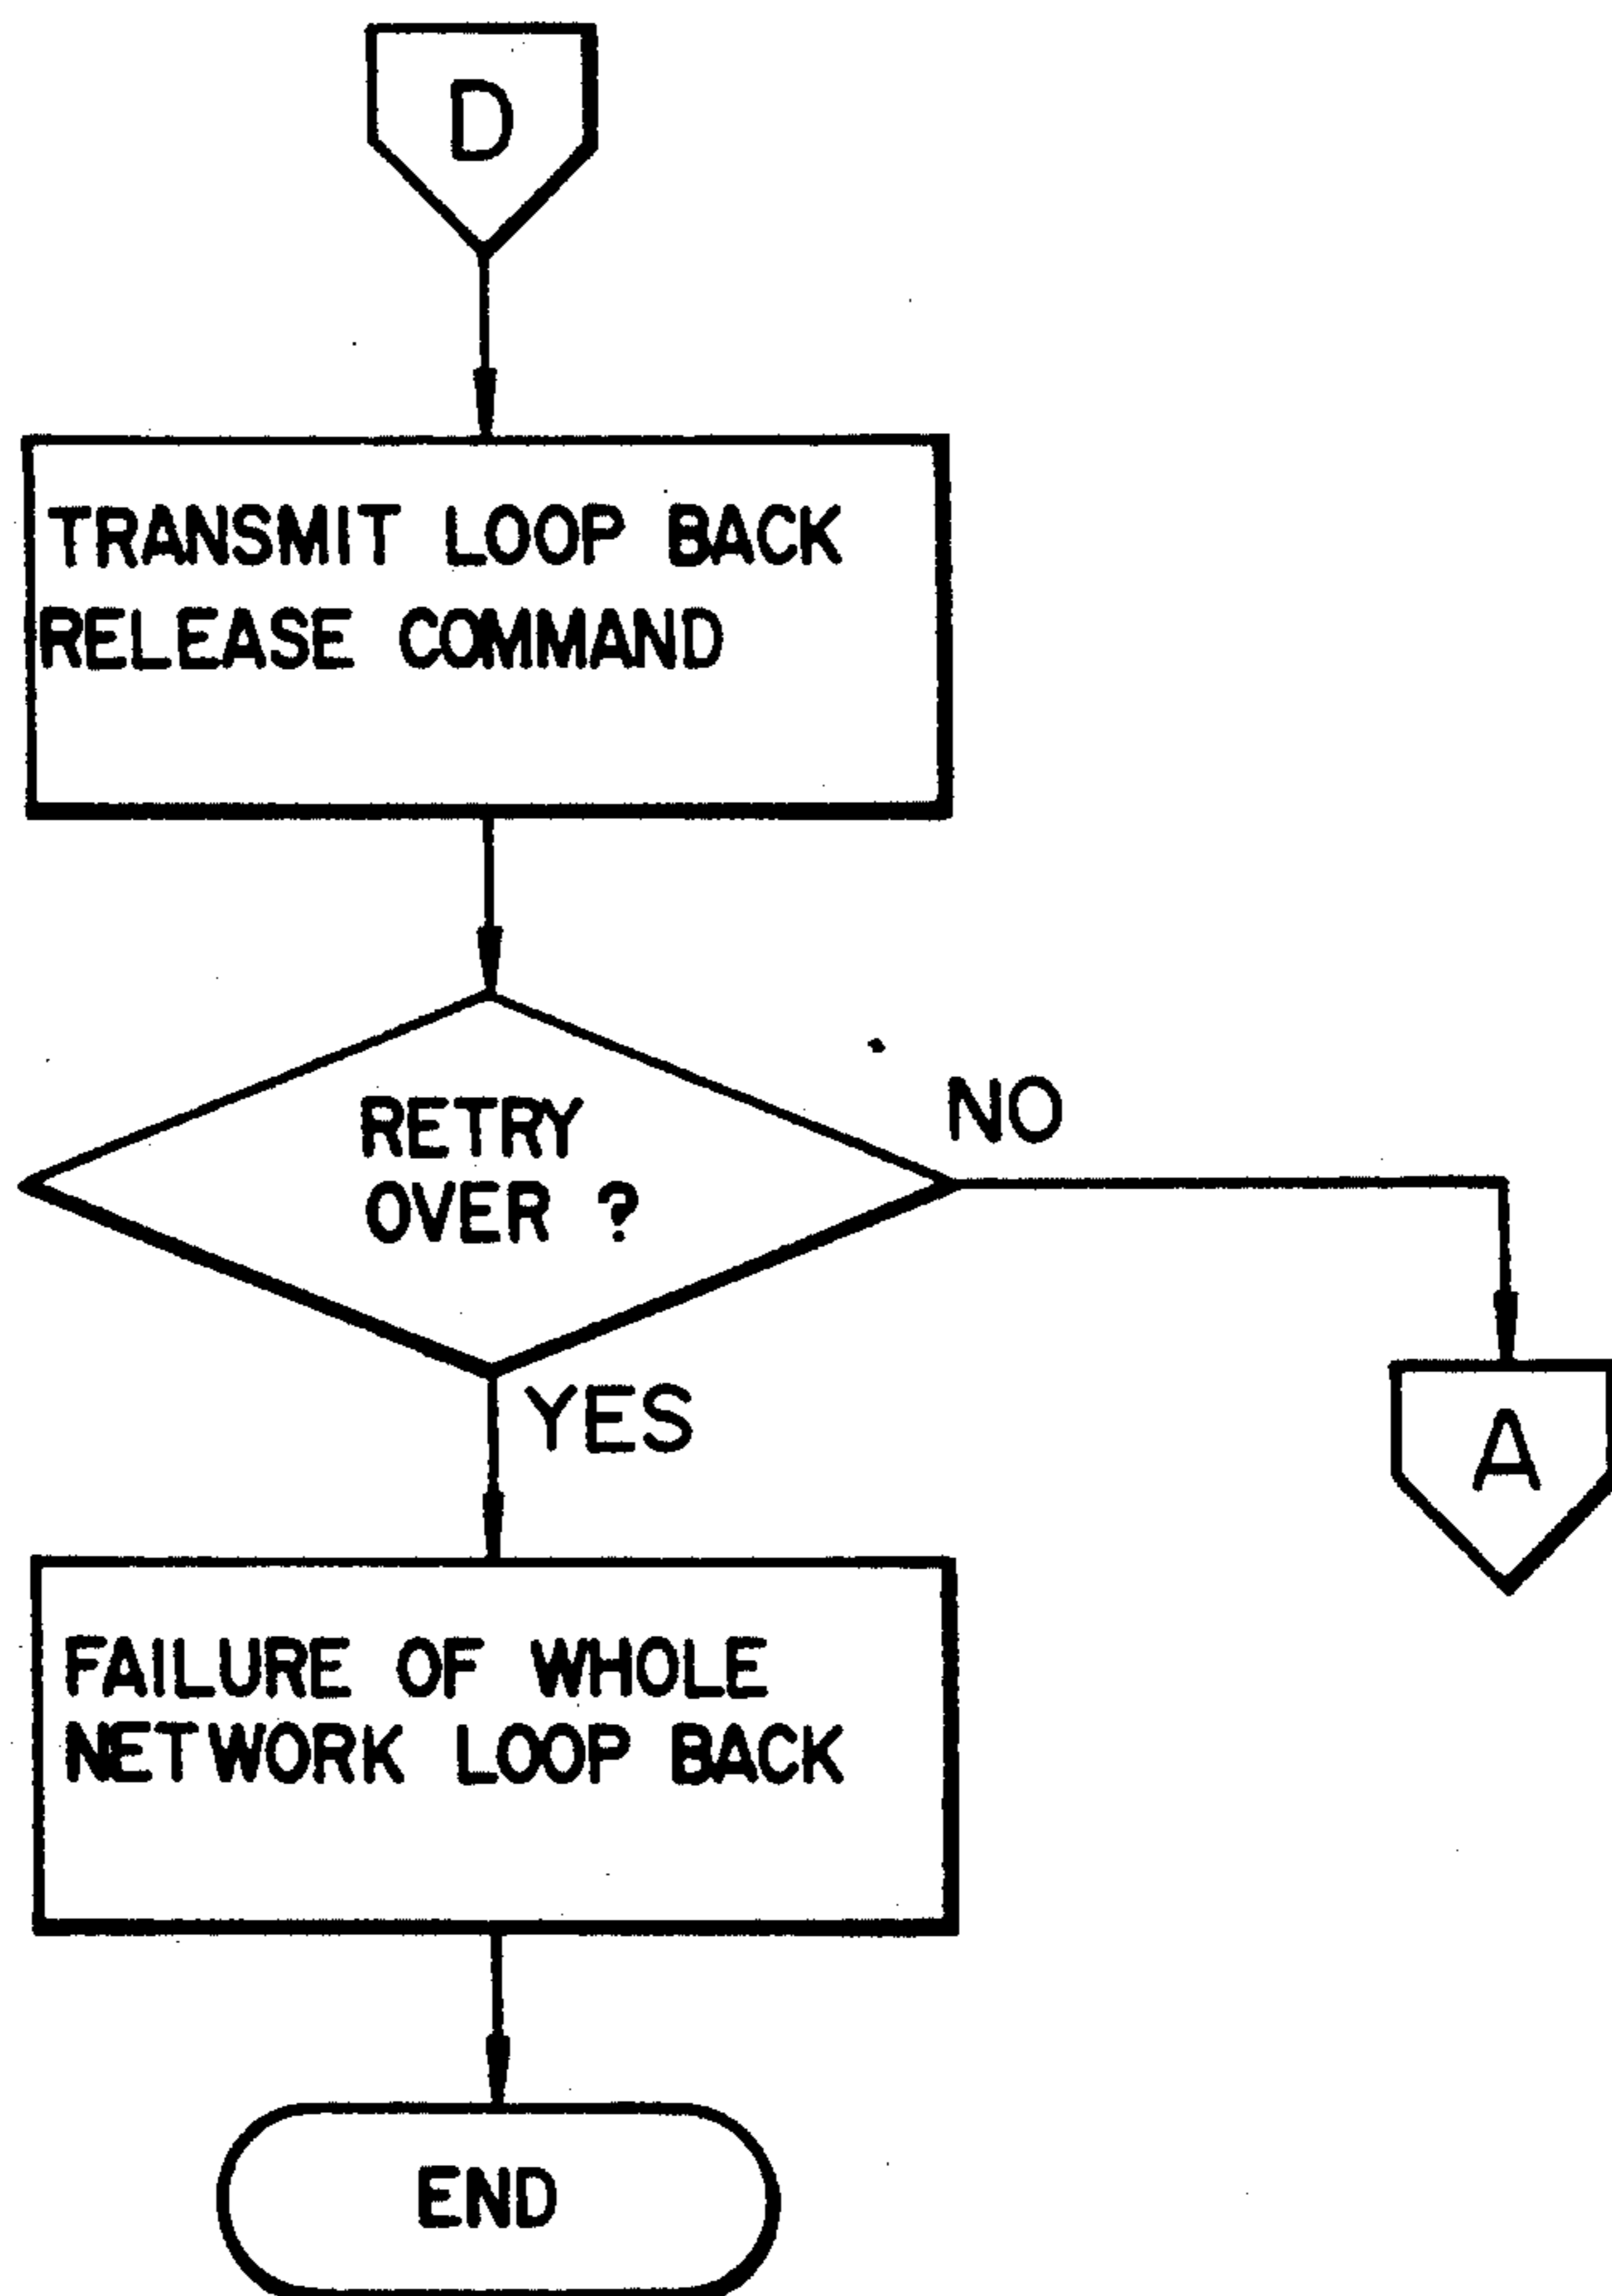 D
TRANSMIT LOOP BACK
RELEASE COMMAND
RETRY
OVER ?
NO
YES
A
FAILURE OF WHOLE
NETWORK LOOP BACK
END